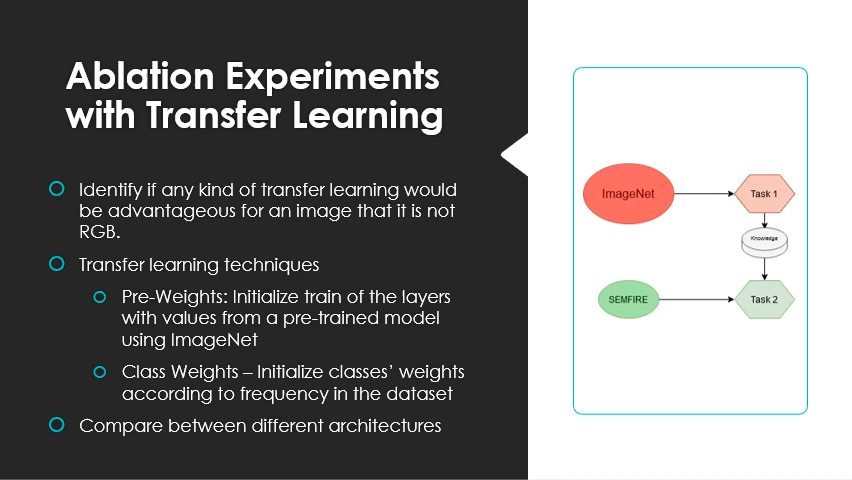 Ablation Experiments
with Transfer Learning
Identify if any kind of transfer learning would
be advantageous for an image that it is not
RGB.
Transfer learning techniques
Pre-Weights: Initialize train of the layers
with values from a pre-trained model
using ImageNet
Class Weights – Initialize classes’ weights
according to frequency in the dataset
Compare between different architectures
ImageNet
Task 1
Knowledge
SEMFIRE
Task 2